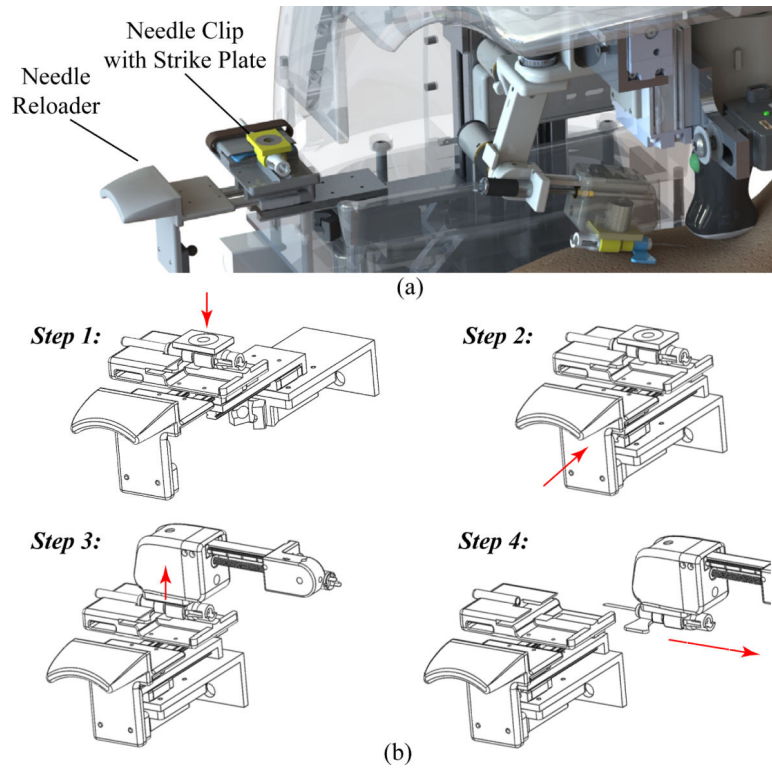 Needle Clip
with Strike Plate
Needle
Reloader
(a)
Step 1:
Step 2:
Step 3:
Step 4:
(b)